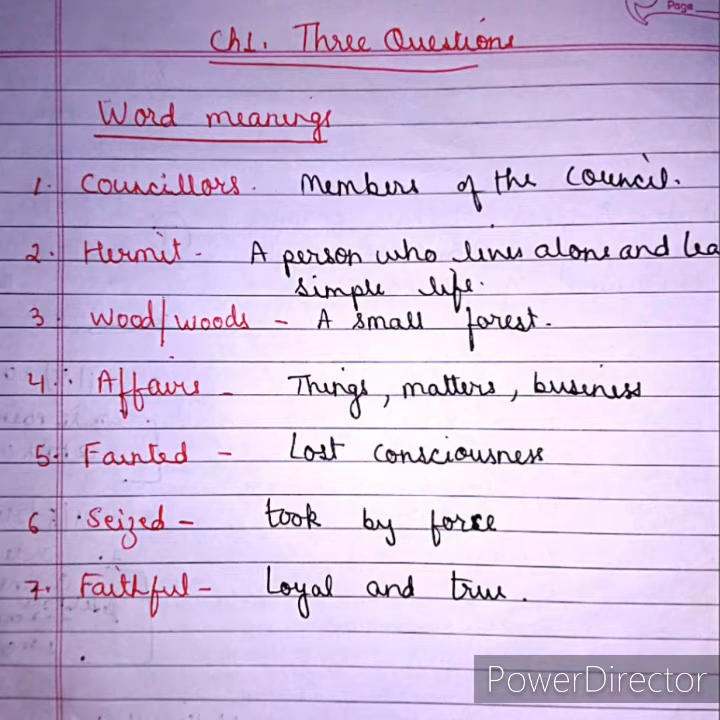 Page
Ch1. Three Questions
Word meanings
1. Councillors. Members of the council.
2. Hermit - A person who lives alone and lea
simple life.
3 Wood/woods - A small forest.
4. Affairs - Things, matters, business
5. Fainted - Lost consciousness
6 Seized - took by force
7. Faithful - Loyal and true.
PowerDirector